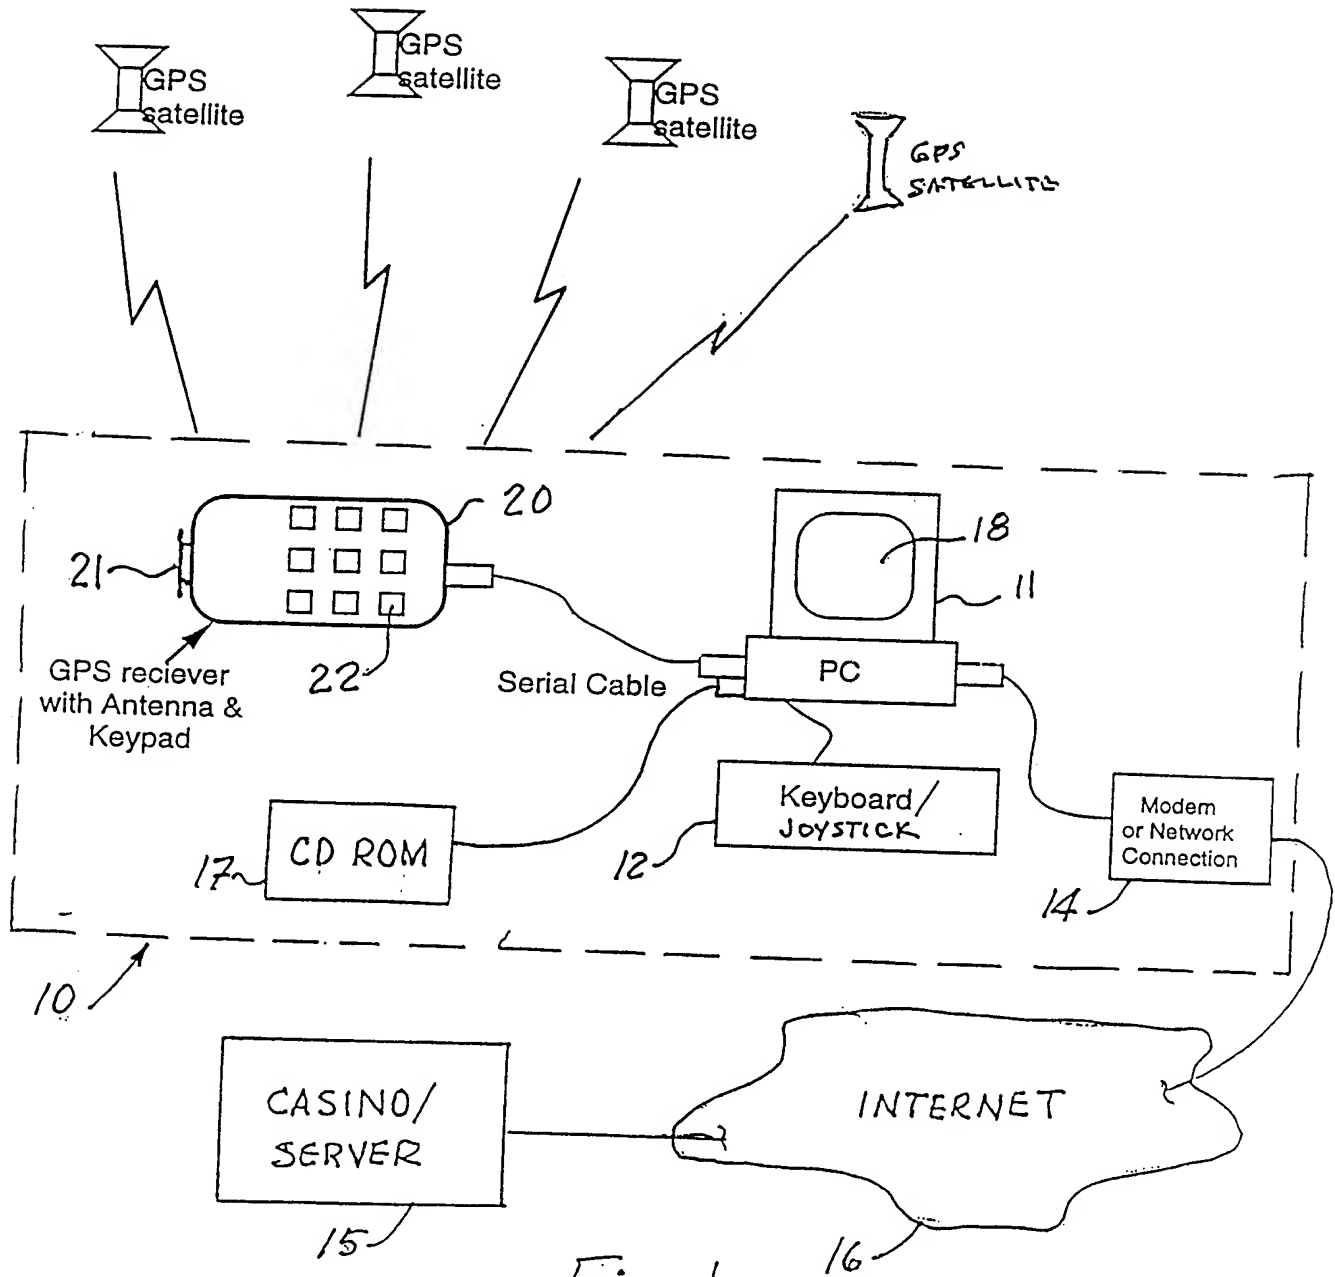 GPS
satellite
GPS
satellite
GPS
satellite
GPS
SATELLITE
20
21
22
GPS reciever
with Antenna &
Keypad
Serial Cable
18
11
PC
Keyboard/
JOYSTICK
12
CD ROM
17
Modem
or Network
Connection
14
10
CASINO/
SERVER
15
INTERNET
16